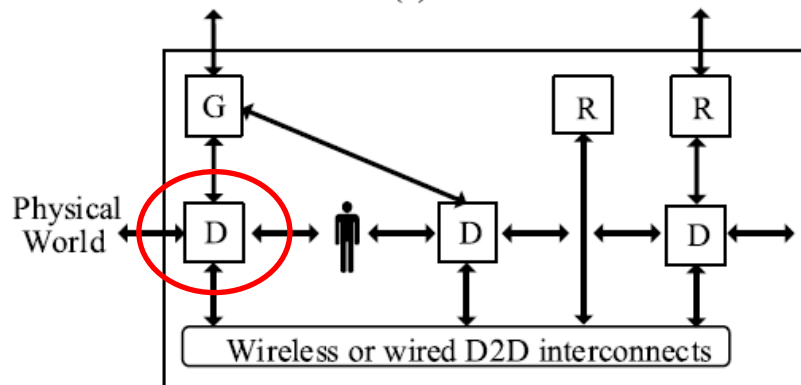 G
R
R
Physical
World
D
D
D
Wireless or wired D2D interconnects